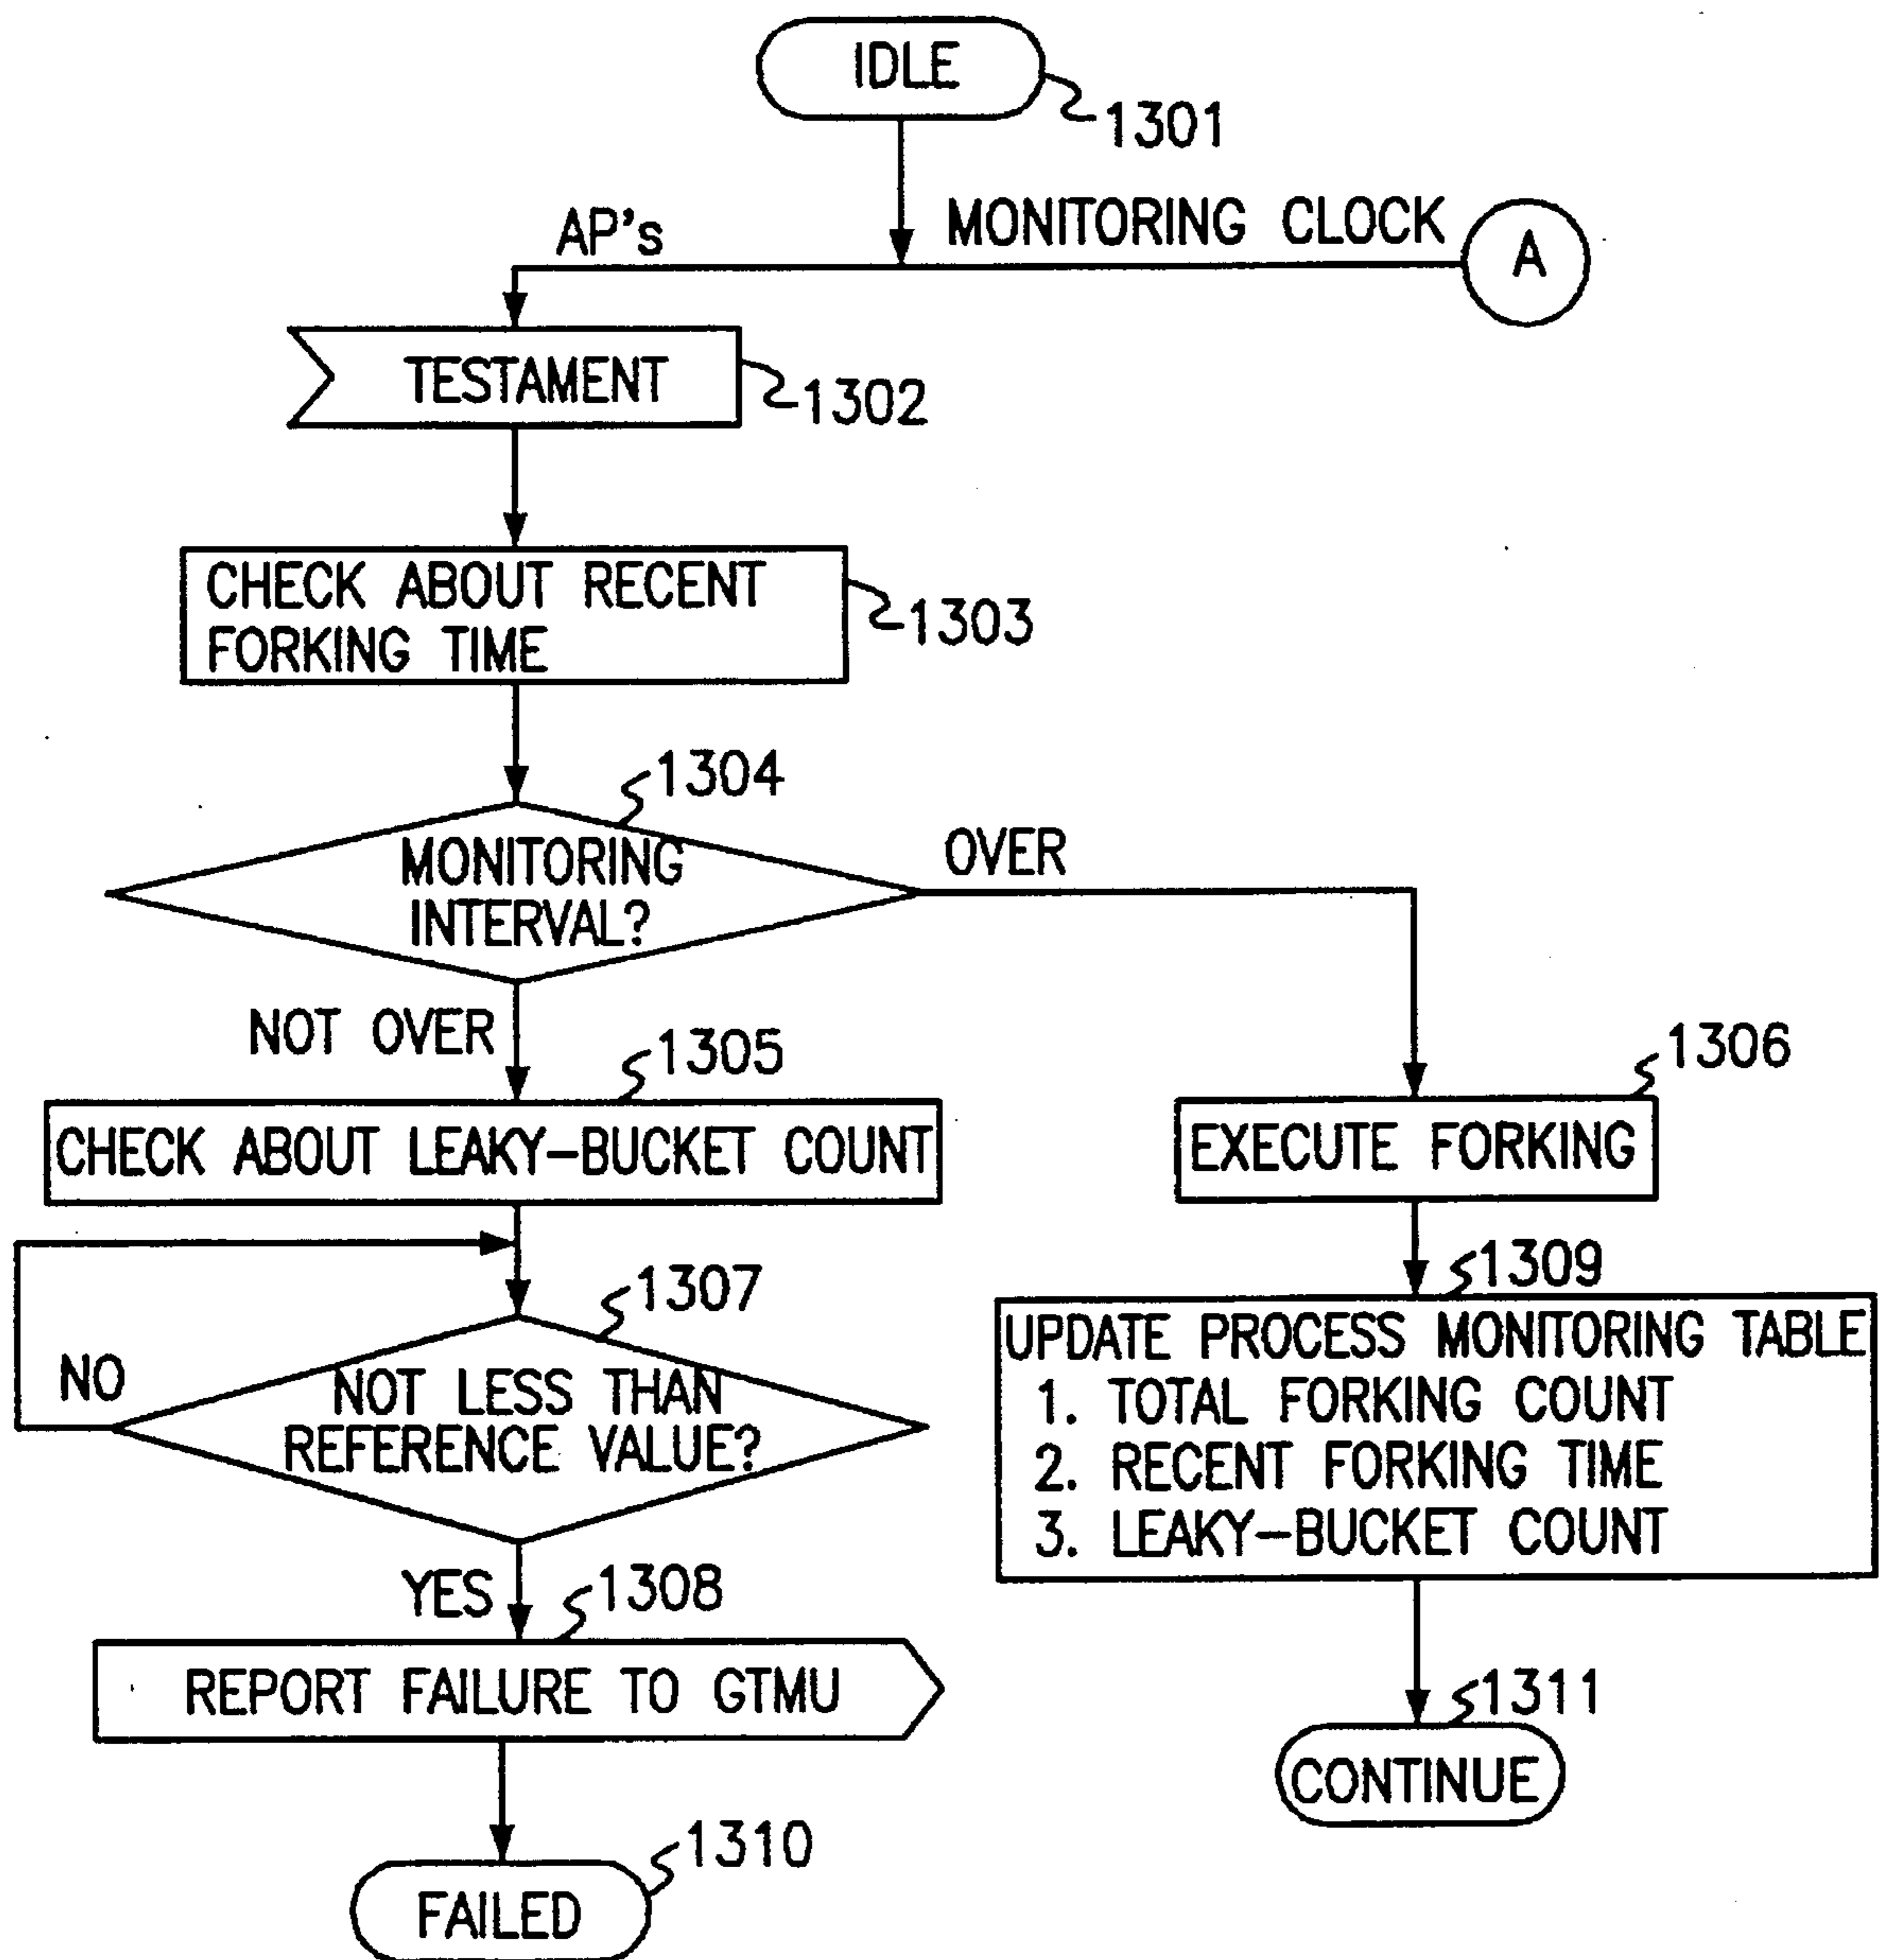 IDLE
1301
AP's
MONITORING CLOCK
A
TESTAMENT
1302
CHECK ABOUT RECENT
FORKING TIME
1303
1304
MONITORING
INTERVAL?
OVER
NOT OVER
1305
1306
CHECK ABOUT LEAKY-BUCKET COUNT
EXECUTE FORKING
1307
1309
NO
NOT LESS THAN
REFERENCE VALUE?
UPDATE PROCESS MONITORING TABLE
1. TOTAL FORKING COUNT
2. RECENT FORKING TIME
3. LEAKY-BUCKET COUNT
YES
1308
REPORT FAILURE TO GTMU
1311
CONTINUE
1310
FAILED